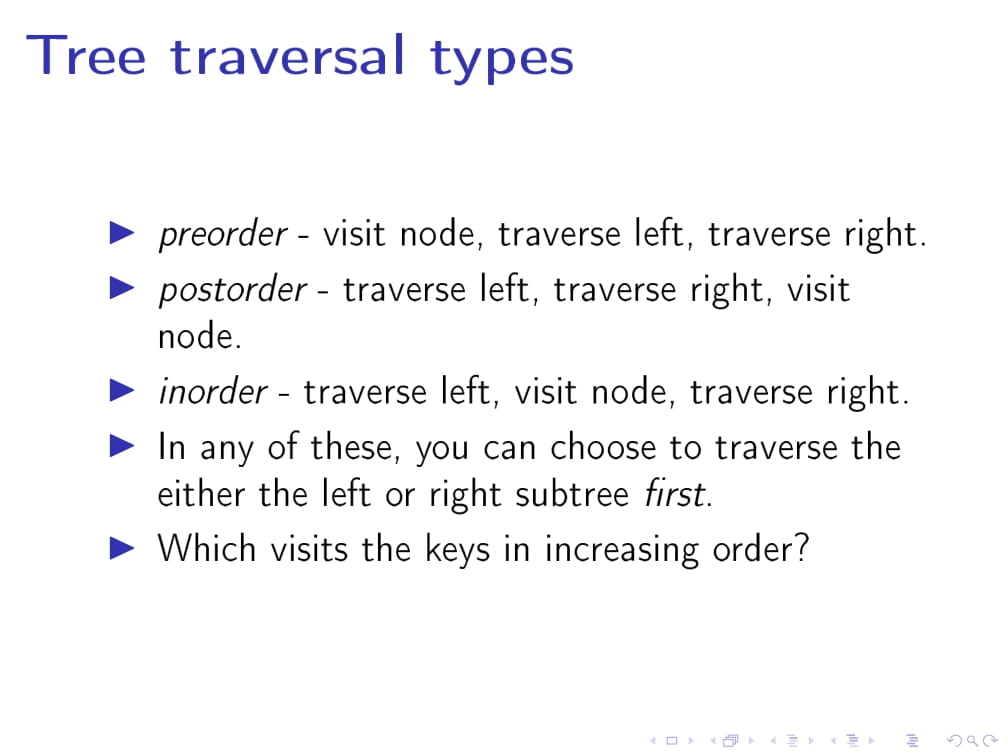 Tree traversal types
▶ preorder - visit node, traverse left, traverse right.
▶ postorder - traverse left, traverse right, visit
node.
▶ inorder - traverse left, visit node, traverse right.
▶ In any of these, you can choose to traverse the
either the left or right subtree first.
▶ Which visits the keys in increasing order?